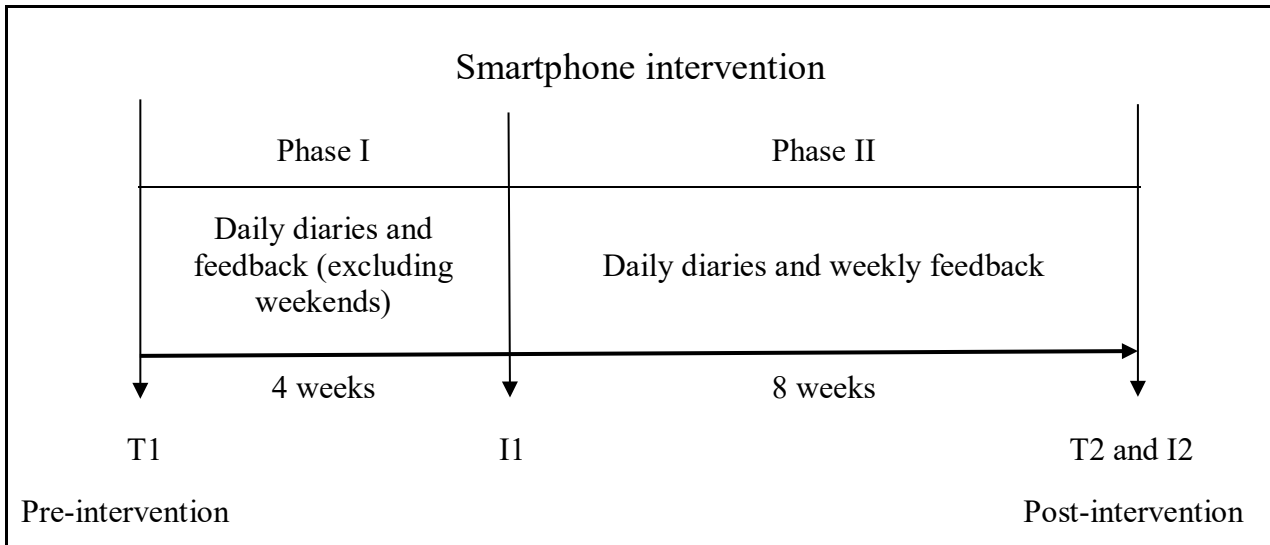 Smartphone intervention
Phase I
Phase II
Daily diaries and
feedback (excluding
weekends)
Daily diaries and weekly feedback
4 weeks
8 weeks
T1
I1
T2 and I2
Pre-intervention
Post-intervention